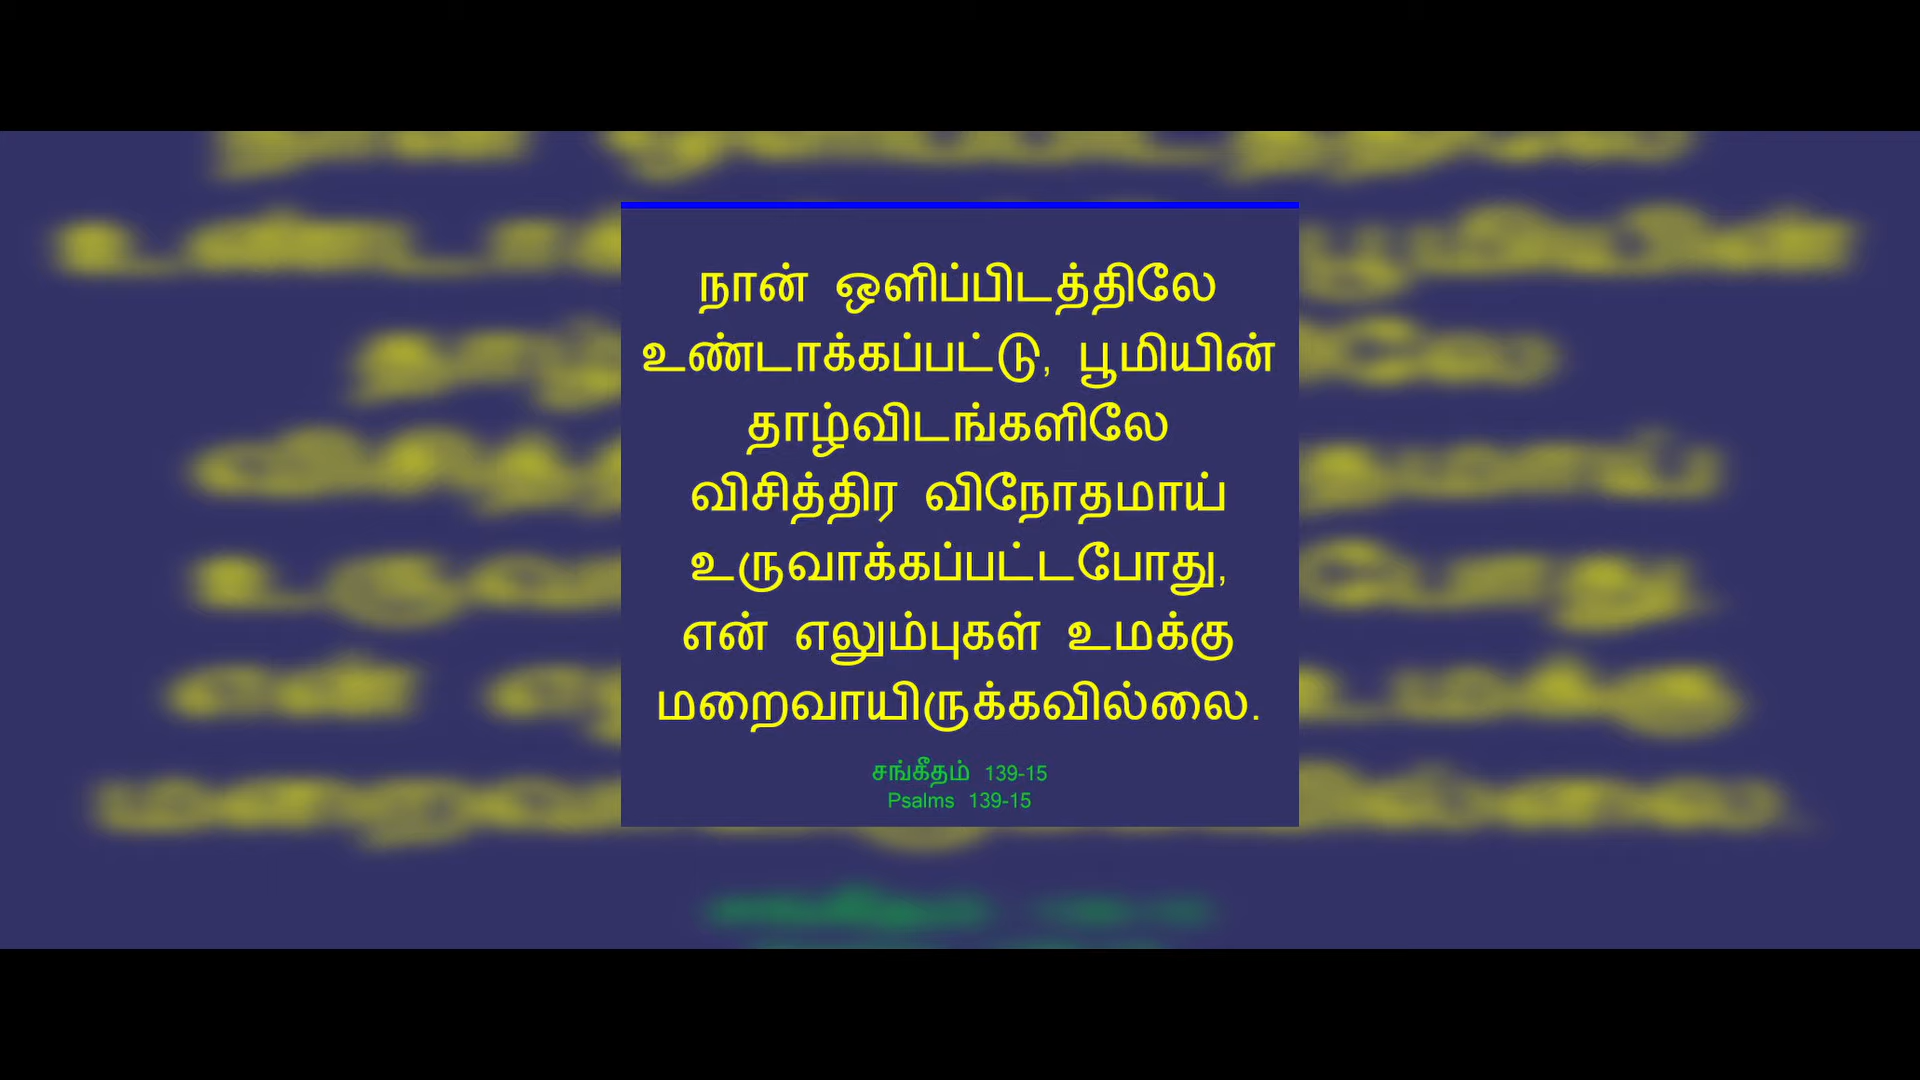 நான் ஒளிப்பிடத்திலே
உண்டாக்கப்பட்டு, பூமியின்
தாழ்விடங்களிலே
விசித்திர விநோதமாய்
உருவாக்கப்பட்டபோது,
என் எலும்புகள் உமக்கு
மறைவாயிருக்கவில்லை.
சங்கீதம் 139-15
Psalms 139-15